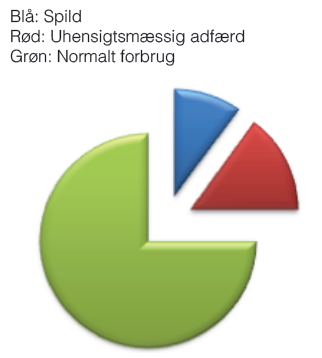 Blå: Spild
Rød: Uhensigtsmæssig adfærd
Grøn: Normalt forbrug